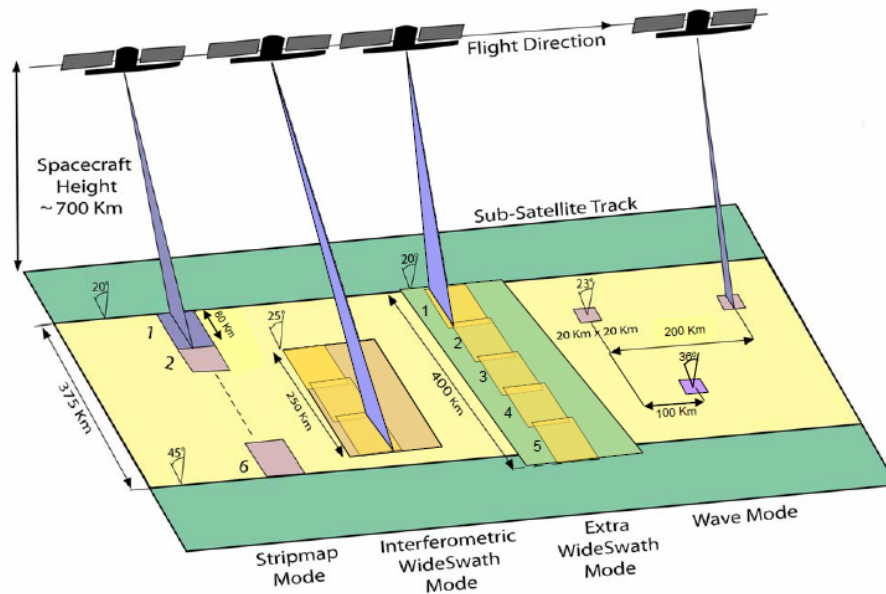 Flight Direction
Spacecraft
Height
~700 Km
Sub-Satellite Track
20°
20°
23°
1
80 Km
25°
1
20 Km x 20 Km
200 Km
2
2
36°
375 Km
250 Km
400 Km
3
100 Km
4
45°
6
5
Stripmap
Mode
Interferometric
WideSwath
Mode
Extra
WideSwath
Mode
Wave Mode